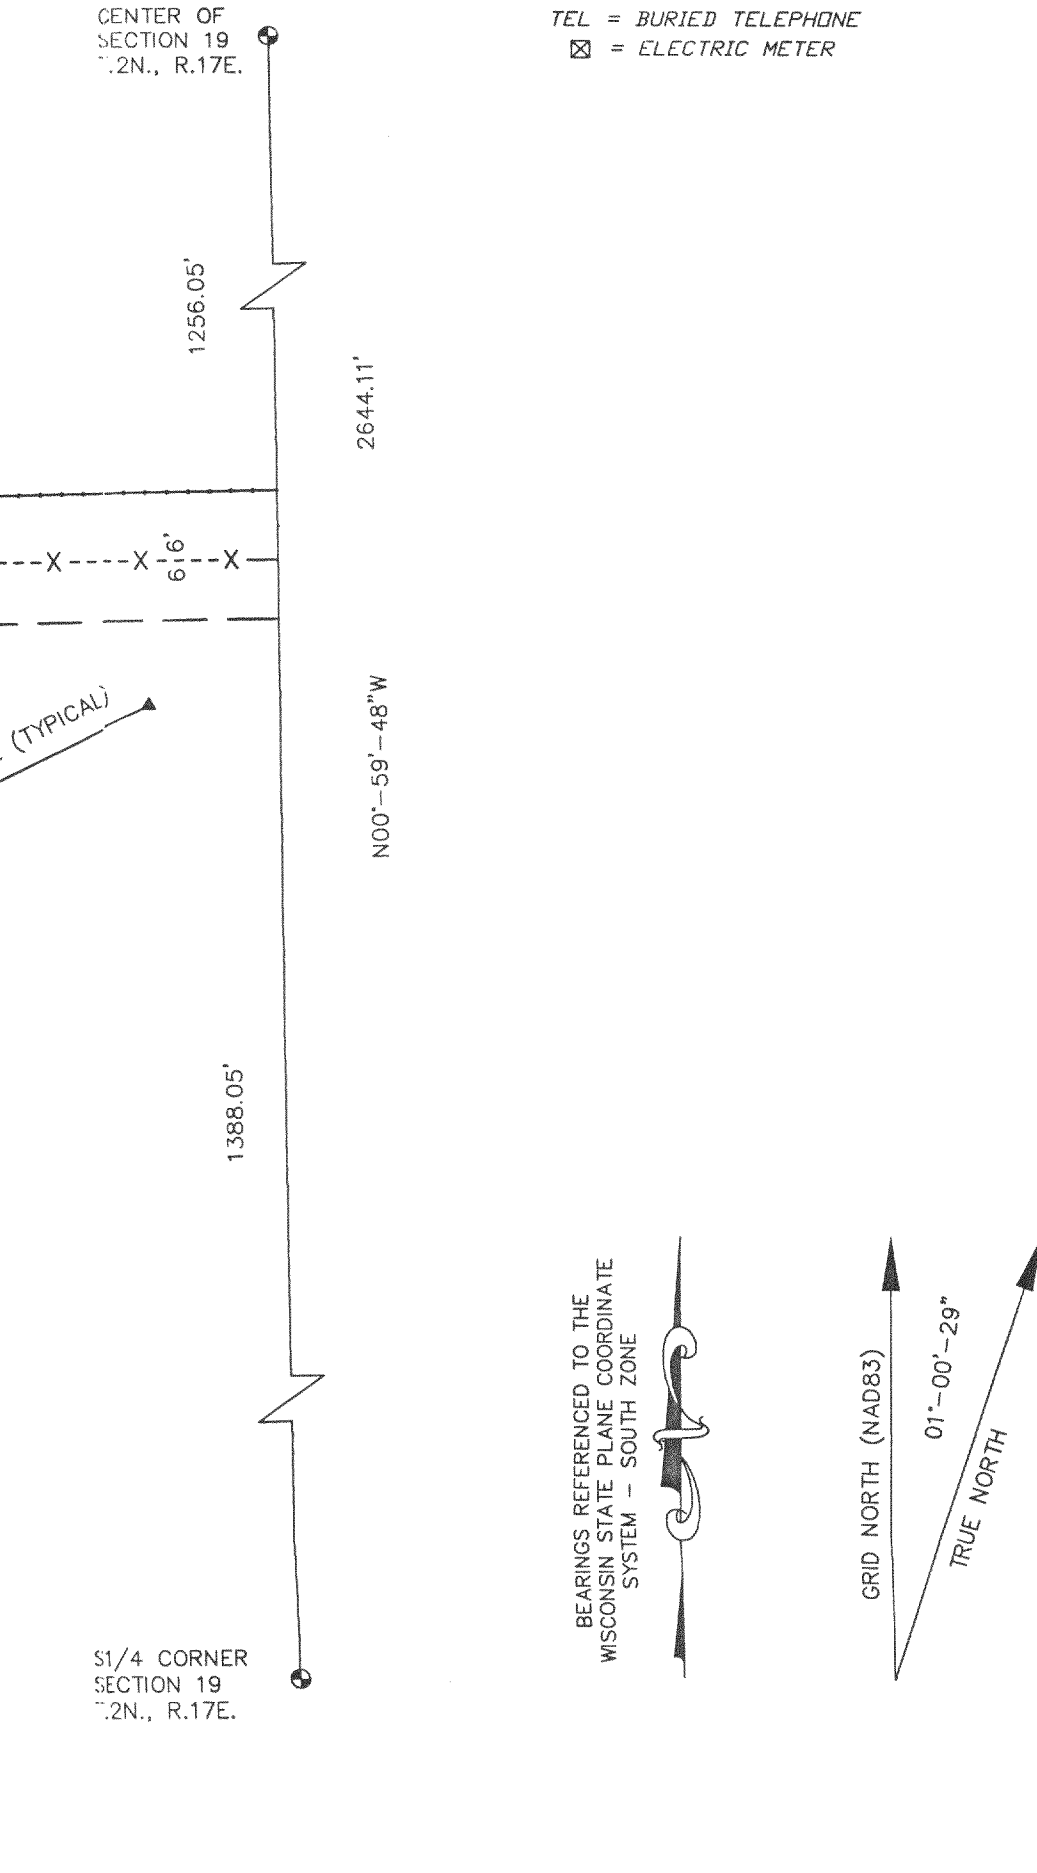 CENTER OF
SECTION 19
T.2N., R.17E.
TEL = BURIED TELEPHONE
= ELECTRIC METER
1256.05'
2644.11'
---X----X----X
6.6'
(TYPICAL)
N00°-59'-48"W
1388.05'
BEARINGS REFERENCED TO THE
WISCONSIN STATE PLANE COORDINATE
SYSTEM - SOUTH ZONE
GRID NORTH (NAD83)
01°-00'-29"
TRUE NORTH
S1/4 CORNER
SECTION 19
T.2N., R.17E.